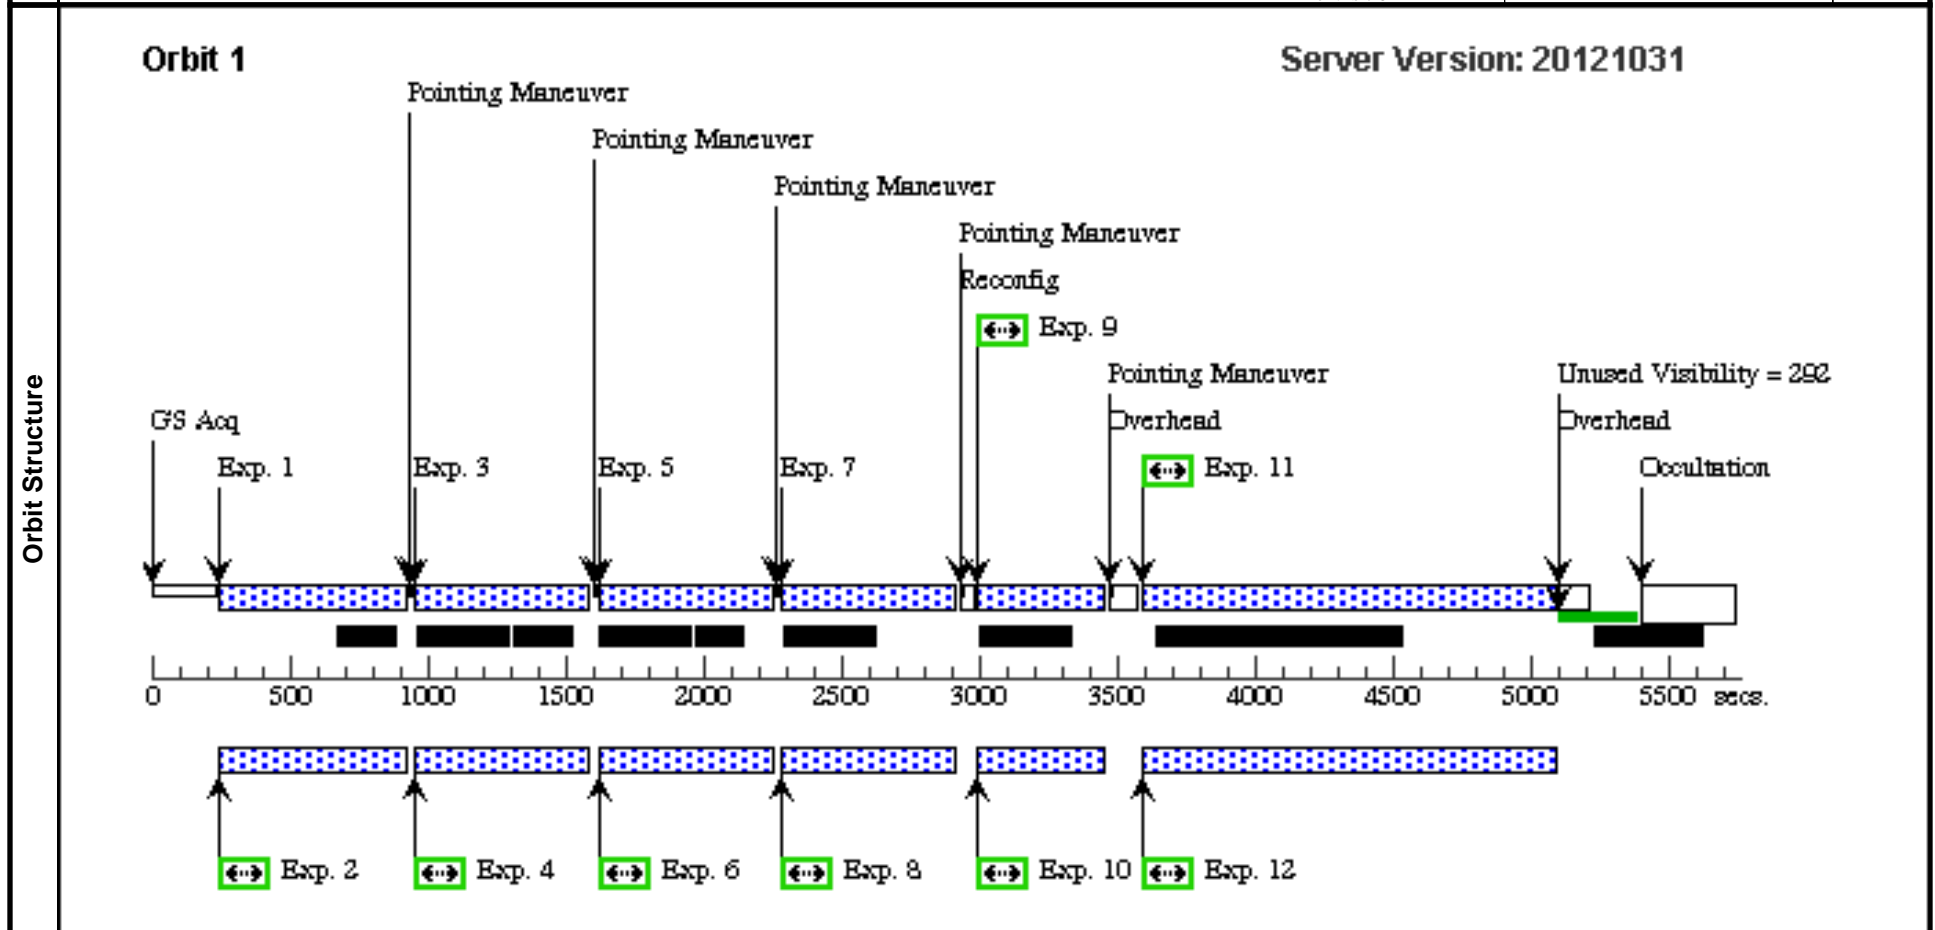 Orbit 1
Server Version: 20121031
Pointing Maneuver
Pointing Maneuver
Pointing Maneuver
Pointing Maneuver
Reconfig
Exp. 9
Pointing Maneuver
Unused Visibility = 292
GS Acq
Overhead
Overhead
Exp. 1
Exp. 3
Exp. 5
Exp. 7
Exp. 11
Occultation
Orbit Structure
0 500 1000 1500 2000 2500 3000 3500 4000 4500 5000 5500 secs.
Exp. 2
Exp. 4
Exp. 6
Exp. 8
Exp. 10
Exp. 12